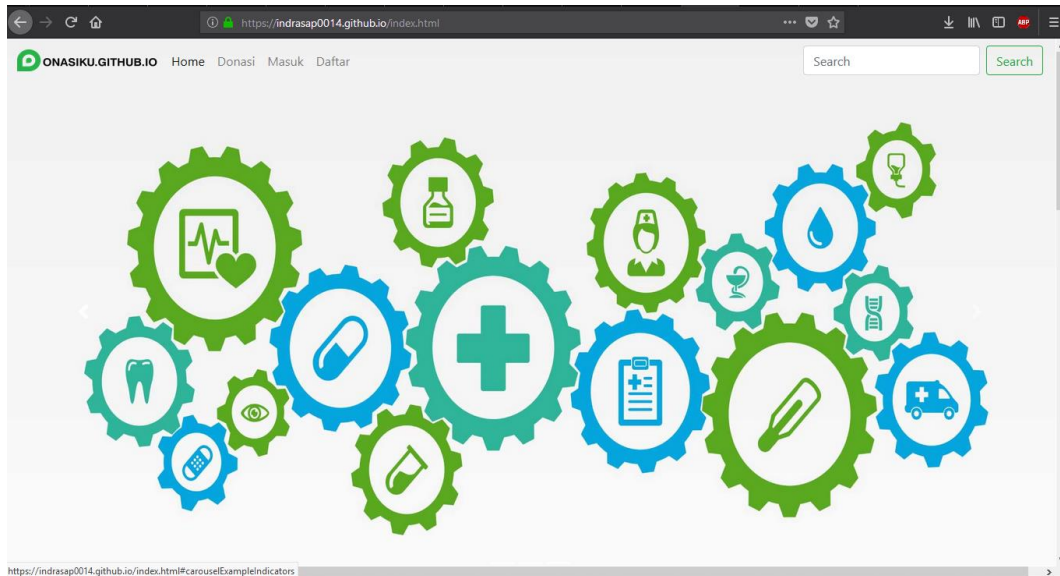 https://indrasap0014.github.io/index.html
ABP
ONASIKU.GITHUB.IO Home Donasi Masuk Daftar Search Search
https://indrasap0014.github.io/index.html#carouselExampleIndicators